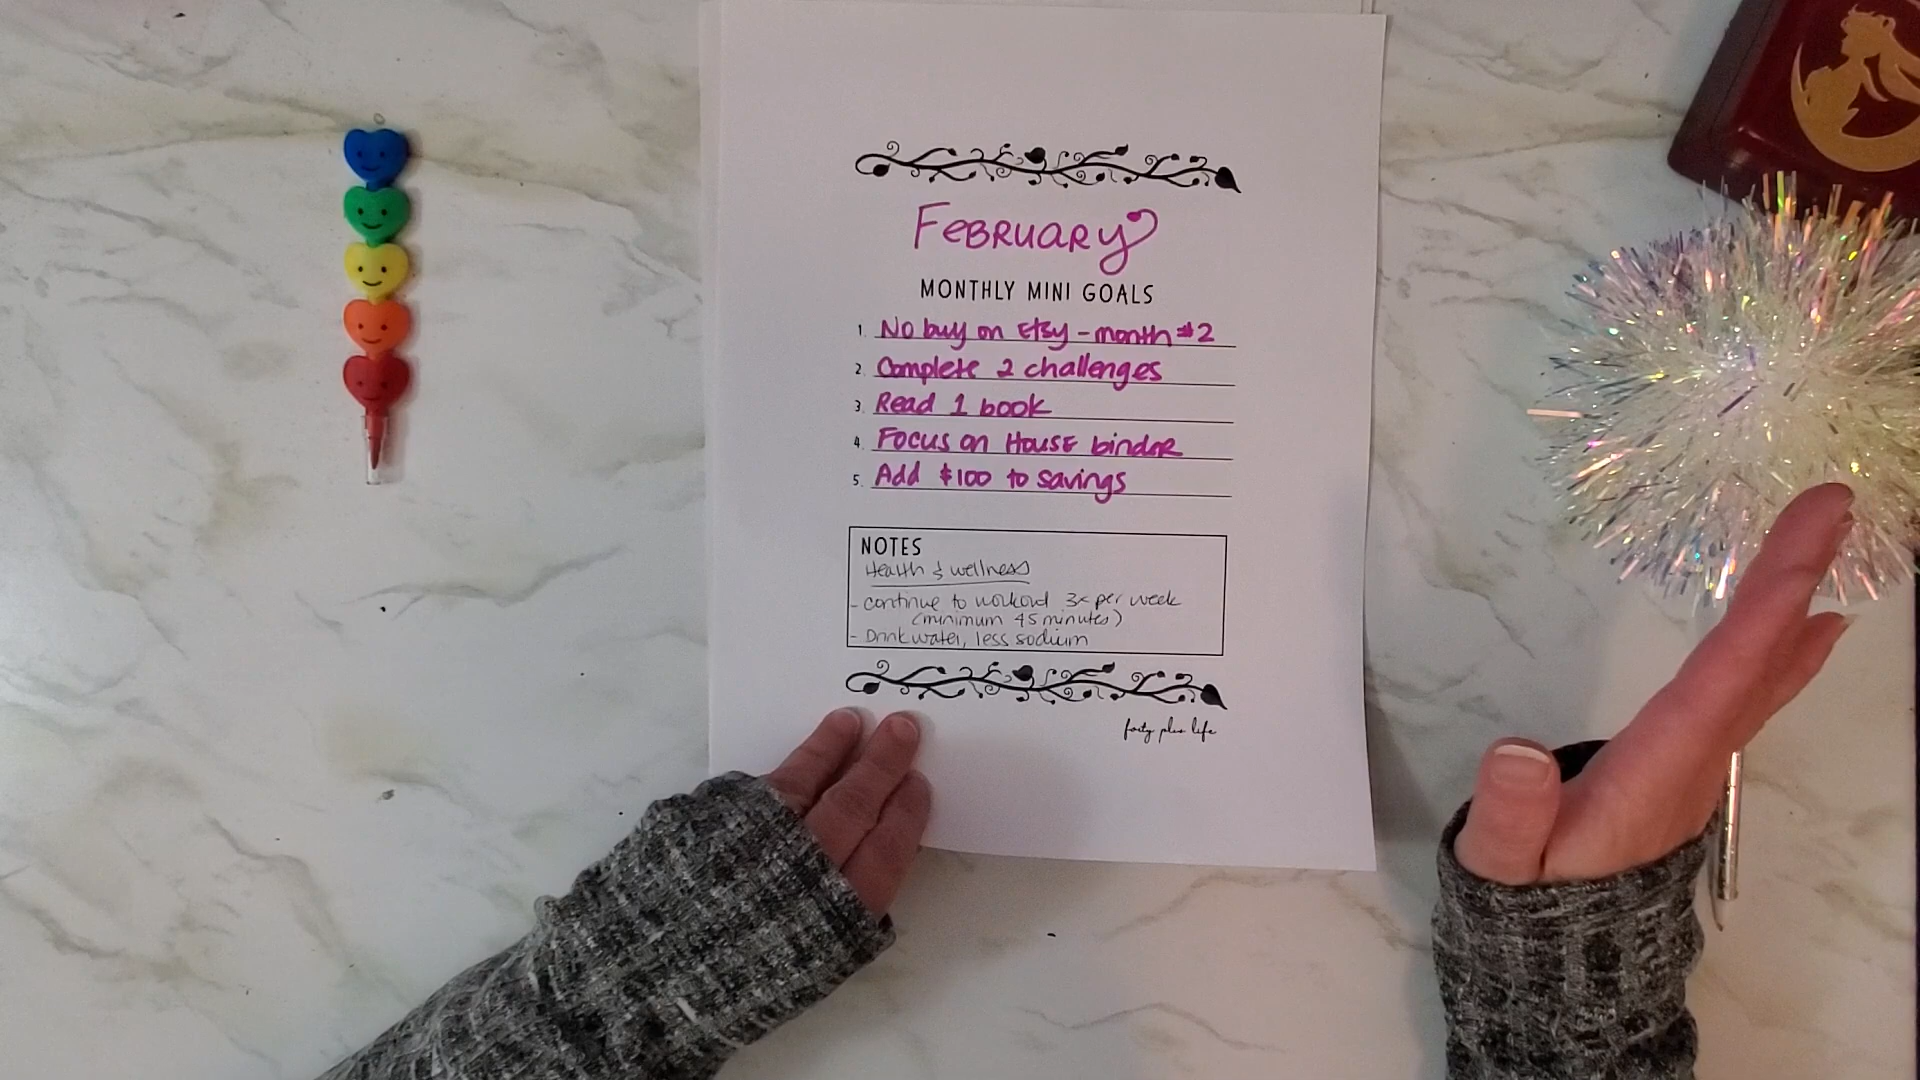 February
MONTHLY MINI GOALS
1. No buy on Etsy - month #2
2. Complete 2 challenges
3. Read 1 book
4. Focus on House binder
5. Add $100 to savings
NOTES
Health & wellness
- continue to workout 3x per week
(minimum 45 minutes)
- Drink water, less sodium
forty plus life